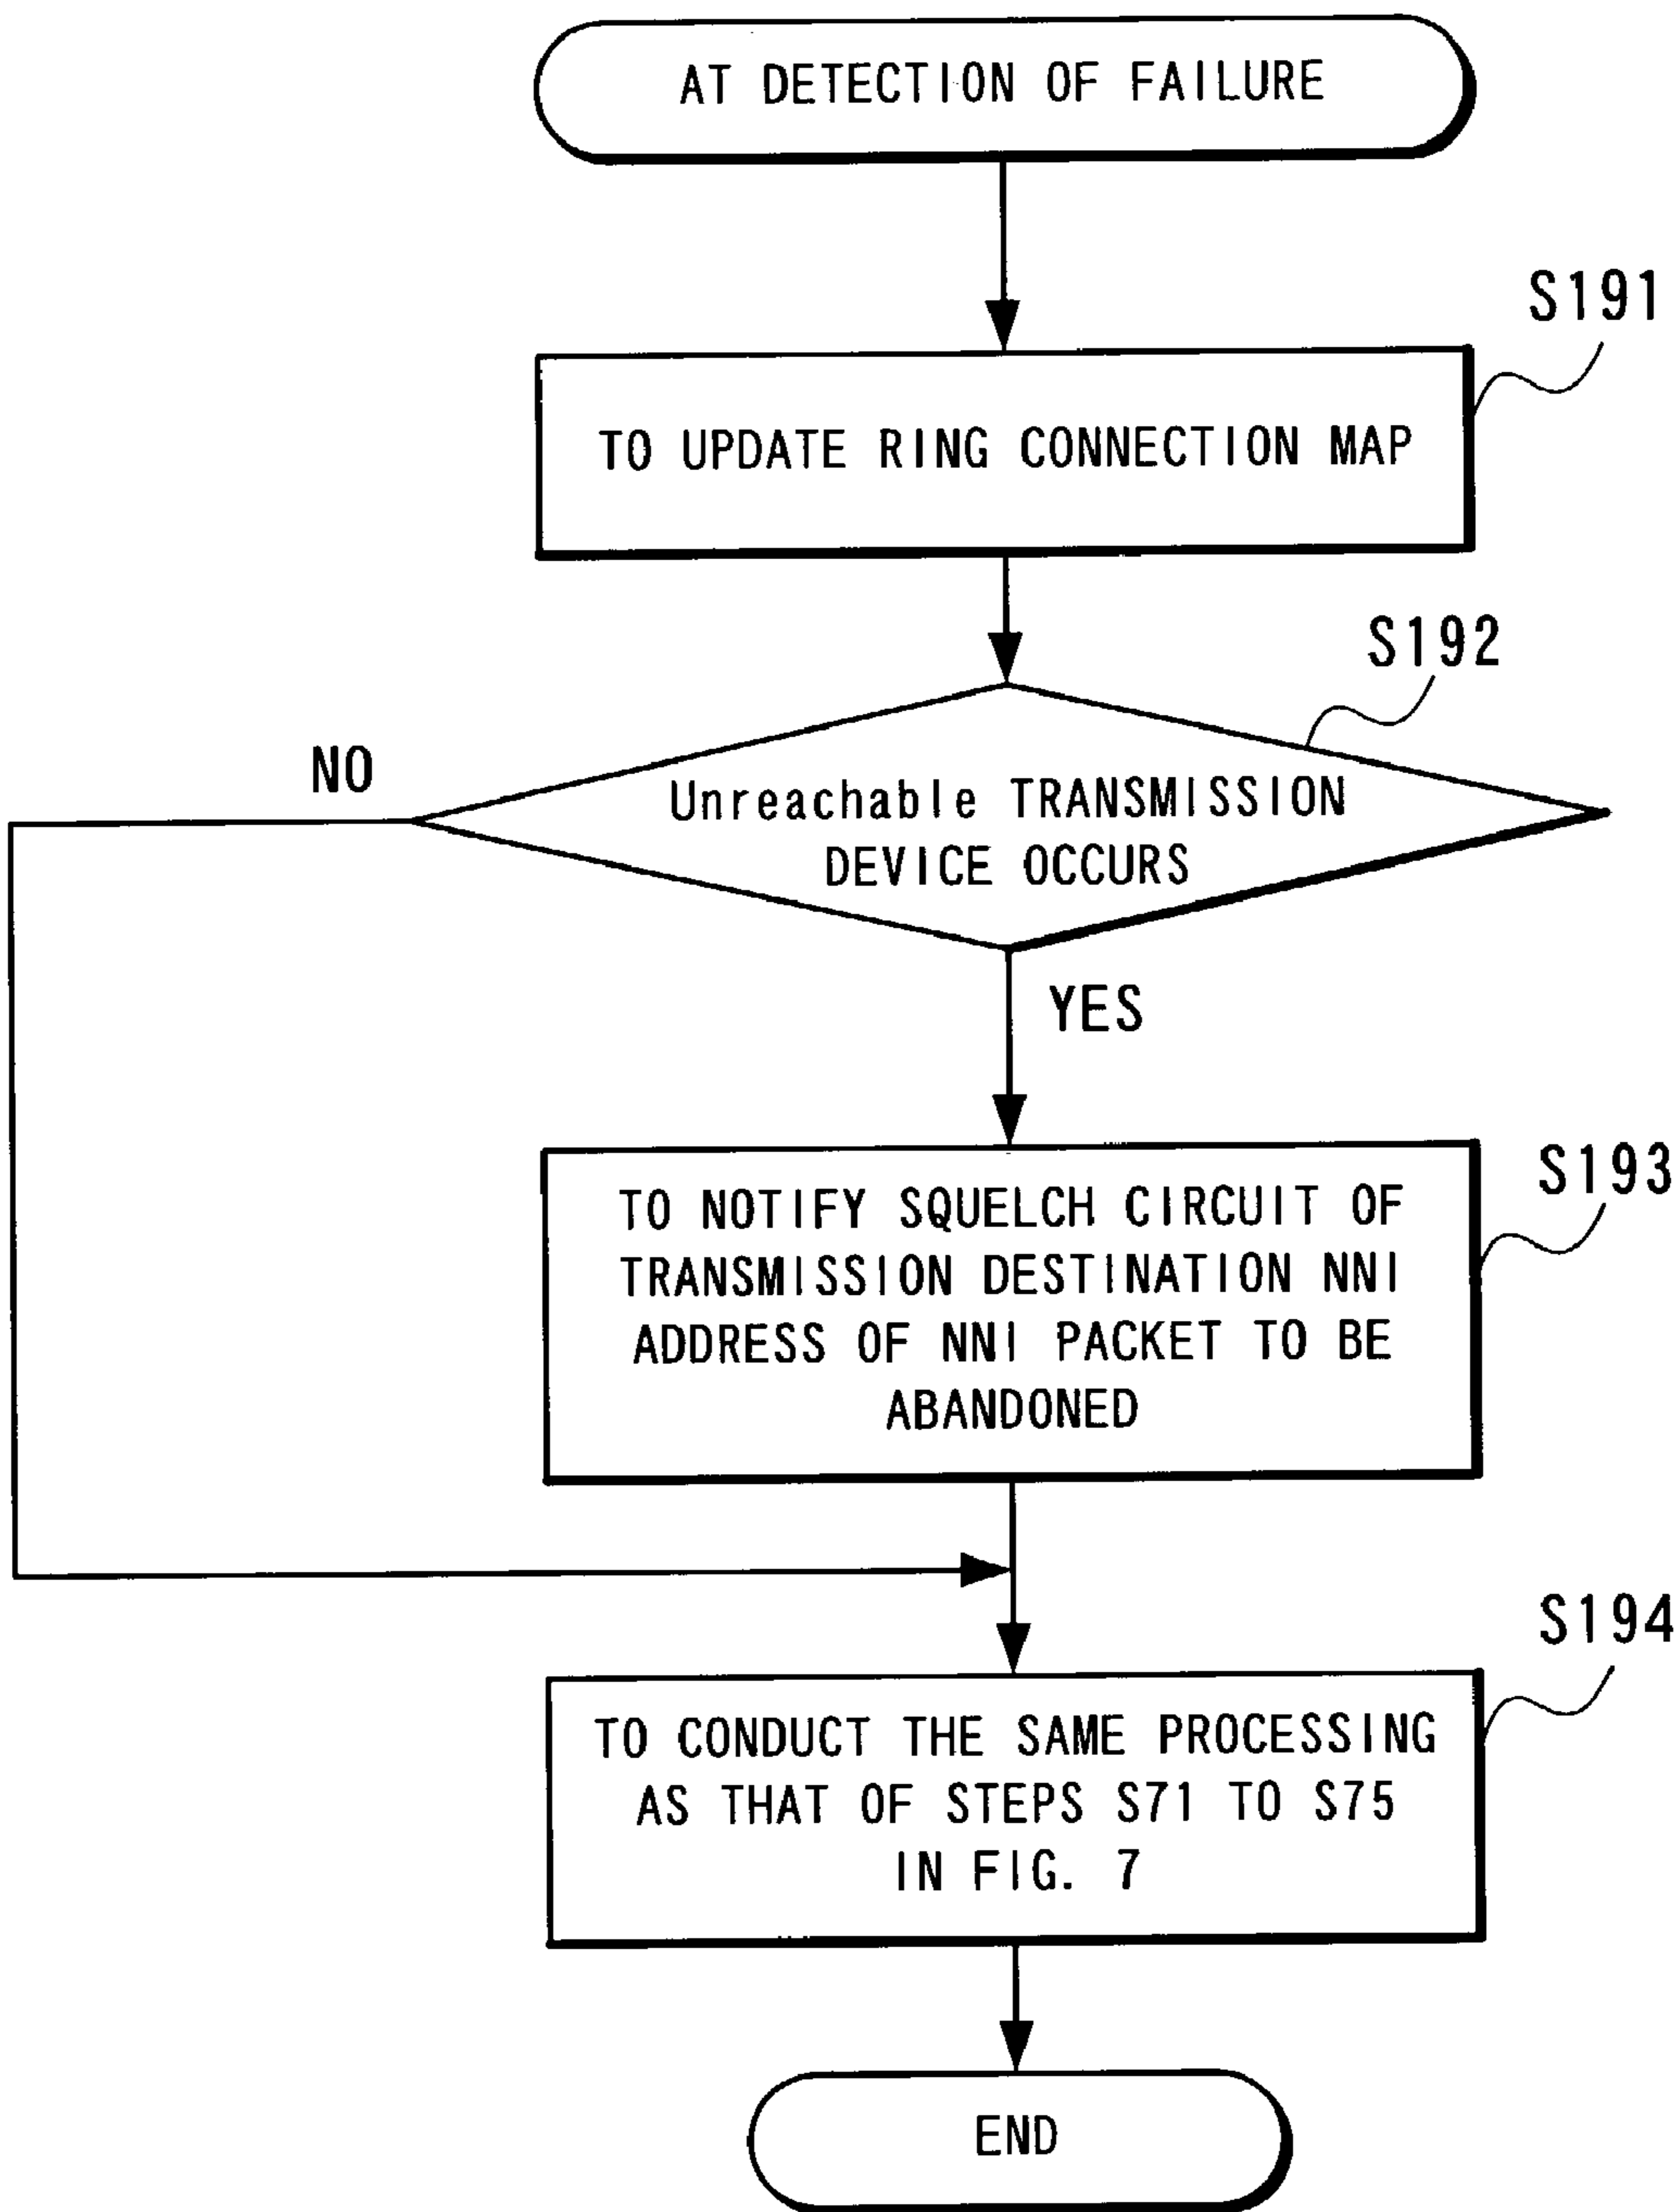 AT DETECTION OF FAILURE
S191
TO UPDATE RING CONNECTION MAP
S192
NO
Unreachable TRANSMISSION
DEVICE OCCURS
YES
S193
TO NOTIFY SQUELCH CIRCUIT OF
TRANSMISSION DESTINATION NNI
ADDRESS OF NNI PACKET TO BE
ABANDONED
S194
TO CONDUCT THE SAME PROCESSING
AS THAT OF STEPS S71 TO S75
IN FIG. 7
END